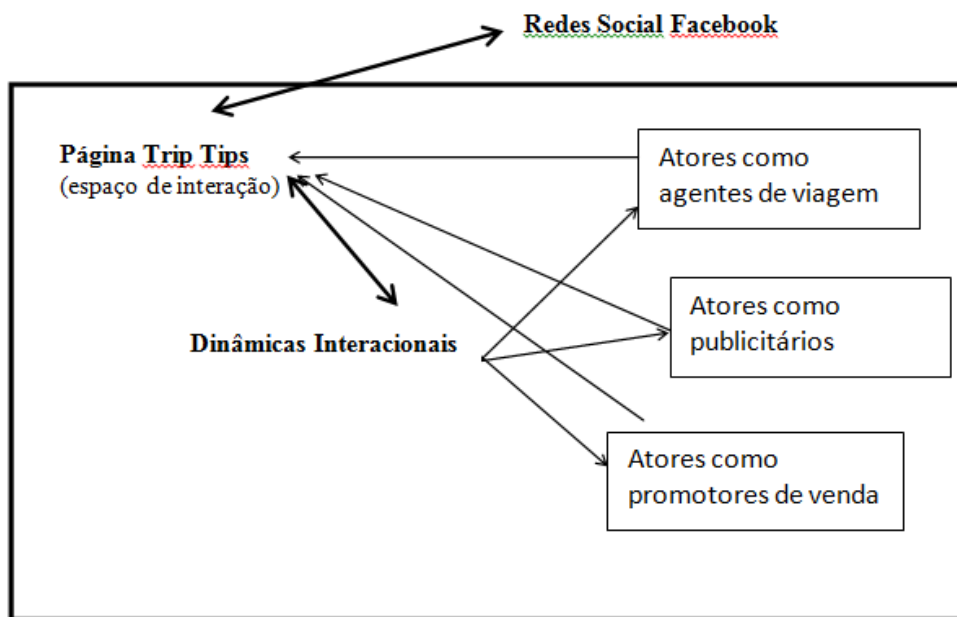 Redes Social Facebook
Página Trip Tips
(espaço de interação)
Atores como
agentes de viagem
Atores como
publicitários
Dinâmicas Interacionais
Atores como
promotores de venda